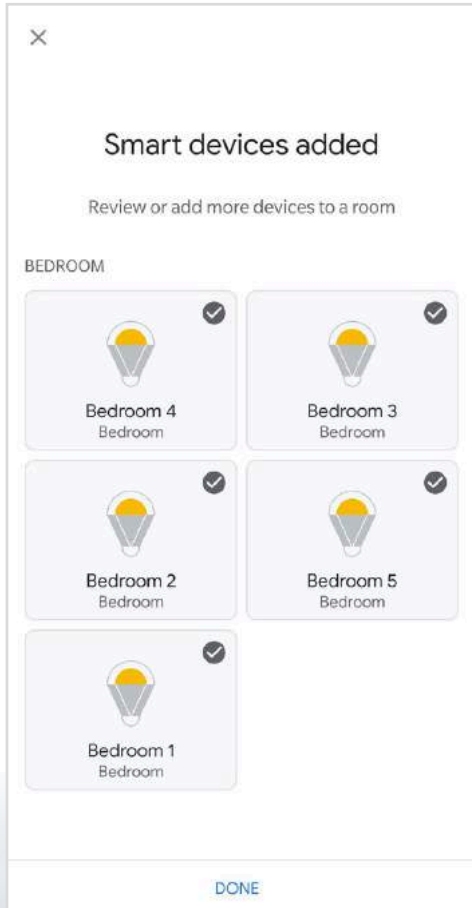 Smart devices added
Review or add more devices to a room
BEDROOM
Bedroom 4
Bedroom
Bedroom 3
Bedroom
Bedroom 2
Bedroom
Bedroom 5
Bedroom
Bedroom 1
Bedroom
DONE